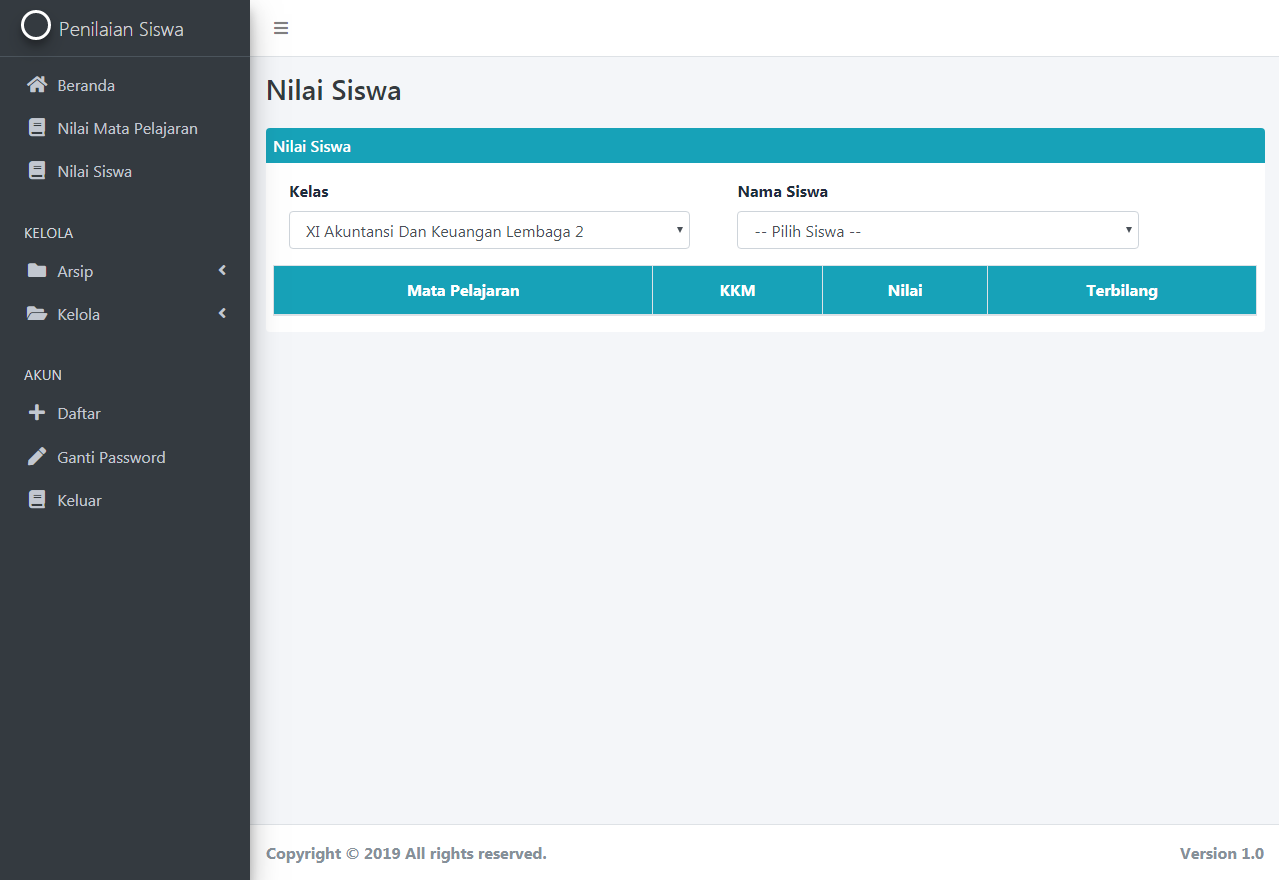 Penilaian Siswa
Beranda
Nilai Mata Pelajaran
Nilai Siswa
KELOLA
Arsip
Kelola
AKUN
Daftar
Ganti Password
Keluar
Nilai Siswa
Nilai Siswa
Kelas Nama Siswa
XI Akuntansi Dan Keuangan Lembaga 2 -- Pilih Siswa --
Mata Pelajaran KKM Nilai Terbilang
Copyright © 2019 All rights reserved. Version 1.0